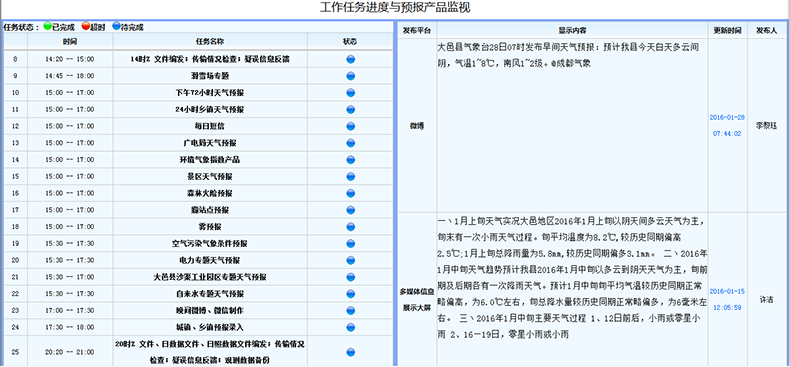 工作任务进度与预报产品监视
任务状态：已完成 超时 待完成
时间 任务名称 状态
8 14:20 -- 15:00 14时z 文件编发；传输情况检查；疑误信息反馈
9 14:45 -- 18:00 滑雪场专题
10 15:00 -- 17:00 下午72小时天气预报
11 15:00 -- 17:00 24小时乡镇天气预报
12 15:00 -- 17:00 每日短信
13 15:00 -- 17:00 广电局天气预报
14 15:00 -- 17:00 环境气象指数产品
15 15:00 -- 17:00 景区天气预报
16 15:00 -- 17:00 森林火险预报
17 15:00 -- 17:00 霾站点预报
18 15:00 -- 17:00 雾预报
19 15:30 -- 17:30 空气污染气象条件预报
20 15:30 -- 17:30 电力专题天气预报
21 15:30 -- 17:00 大邑县沙渠工业园区专题天气预报
22 15:30 -- 17:30 自来水专题天气预报
23 17:00 -- 17:30 晚间微博、微信制作
24 17:30 -- 18:00 城镇、乡镇预报录入
25 20:20 -- 21:00 20时z 文件、日数据文件、日照数据文件编发；传输情况
检查；疑误信息反馈；观测数据备份
发布平台 显示内容 更新时间 发布人
微博
大邑县气象台28日07时发布早间天气预报：预计我县今天白天多云间
阴，气温1~8℃，南风1~2级。@成都气象
2016-01-28
07:44:02
李黎珏
多媒体信息
展示大屏
一、1月上旬天气实况大邑地区2016年1月上旬以阴天间多云天气为主，
旬末有一次小雨天气过程。旬平均温度为8.2℃,较历史同期偏高
2.5℃;1月上旬总降雨量为5.8mm,较历史同期偏多3.1mm。 二、2016年
1月中旬天气趋势预计我县2016年1月中旬以多云到阴天天气为主，旬前
期及后期各有一次降雨天气。预计1月中旬旬平均气温较历史同期正常
略偏高，为6.0℃左右，旬总降水量较历史同期正常略偏多，为6毫米左
右。 三、2016年1月中旬主要天气过程 1、12日前后，小雨或零星小
雨 2、16－19日，零星小雨或小雨
2016-01-15
12:05:59
许洁